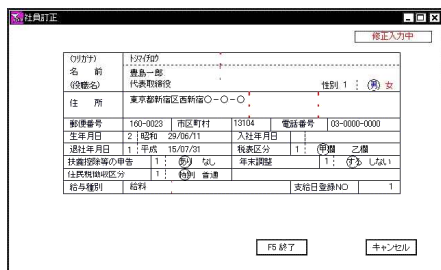 社員訂正
修正入力中
(フリガナ) トシマイチロウ
名 前 豊島一郎
(役職名) 代表取締役 性別 1 : 男 女
住 所 東京都新宿区西新宿○-○-○
郵便番号 160-0023 市区町村 13104 電話番号 03-0000-0000
生年月日 2 昭和 29/06/11 入社年月日
退社年月日 1 平成 15/07/31 税表区分 1 : 甲欄 乙欄
扶養控除等の申告 1 : あり なし 年末調整 1 : する しない
住民税徴収区分 1 : 特別 普通
給与種別 給料 支給日登録NO 1
F5 終了 キャンセル